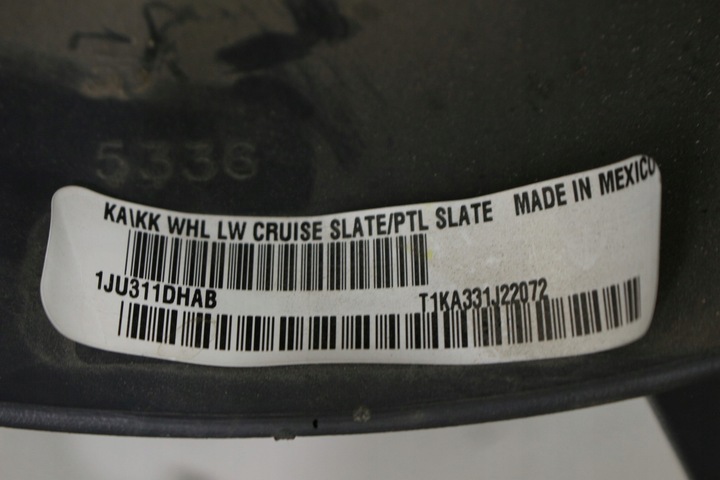 5336
KA\KK WHL LW CRUISE SLATE/PTL SLATE MADE IN MEXICO
1JU311DHAB T1KA331J22072